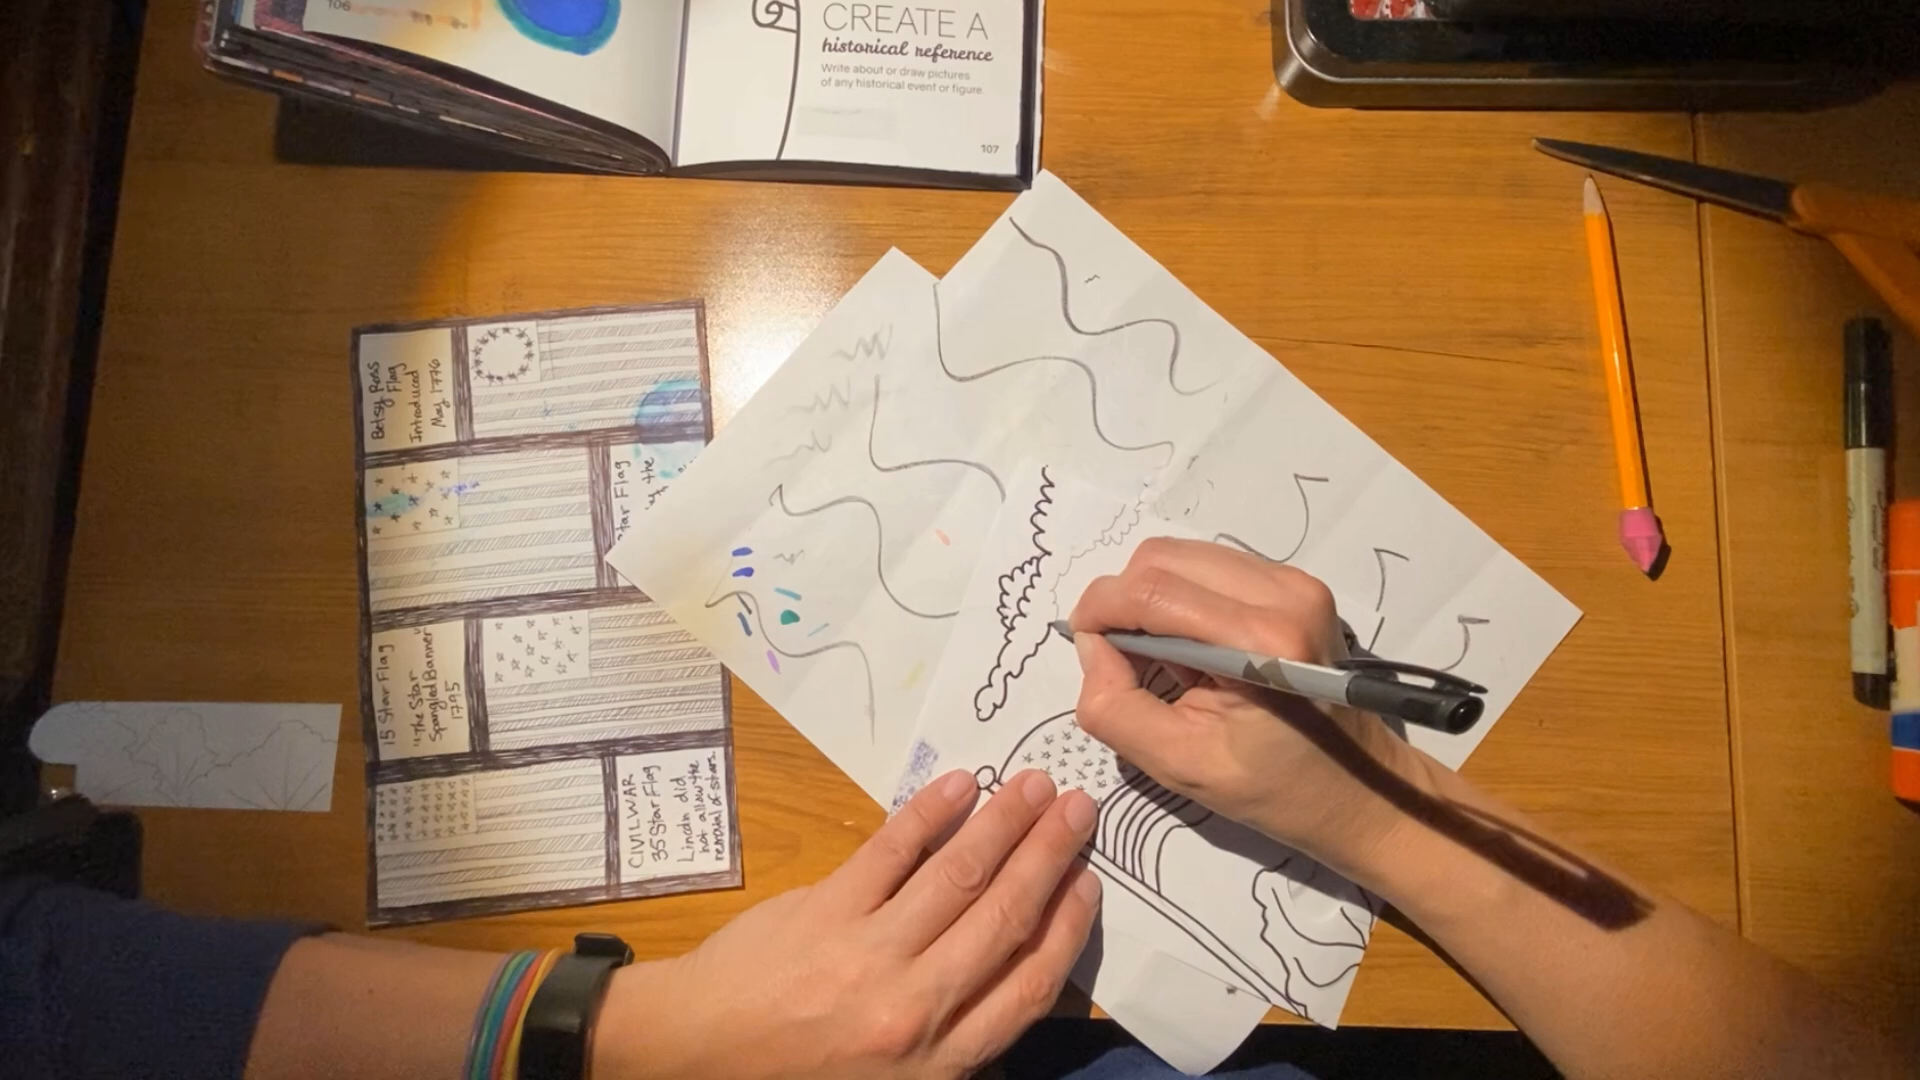 106
CREATE A
historical reference
Write about or draw pictures
of any historical event or figure.
107
Betsy Ross
Flag
Introduced
May 1776
Star Flag
by the
15 Star Flag
"The Star
Spangled Banner"
1795
CIVIL WAR
35 Star Flag
Lincoln did
not allow the
removal of stars.